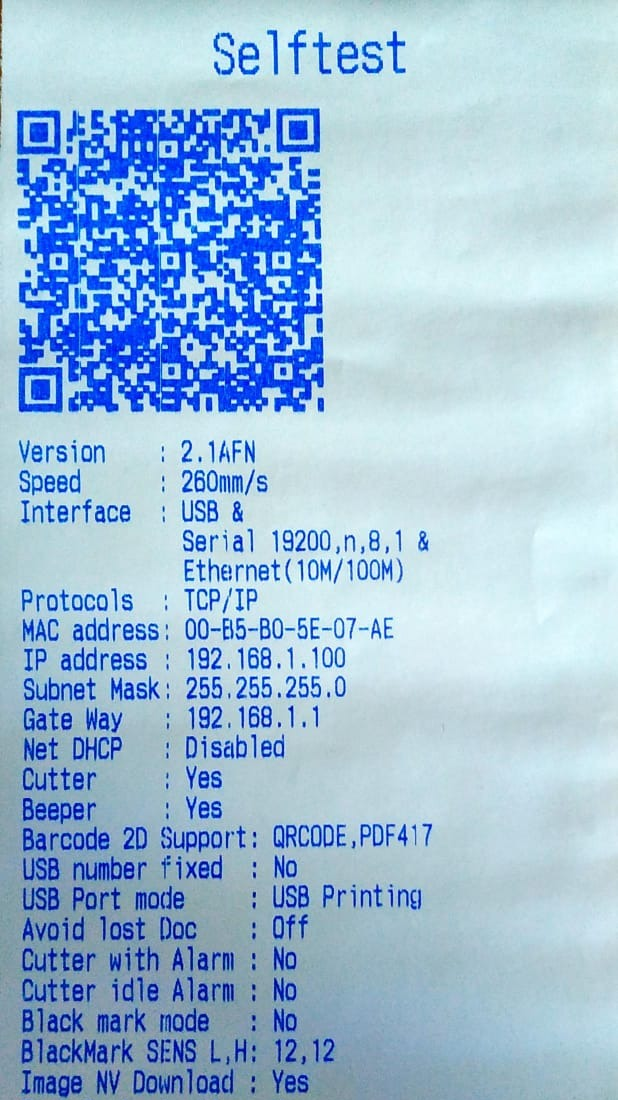 Selftest
Version : 2.1AFN
Speed : 260mm/s
Interface : USB &
Serial 19200,n,8,1 &
Ethernet(10M/100M)
Protocols : TCP/IP
MAC address: 00-B5-B0-5E-07-AE
IP address : 192.168.1.100
Subnet Mask: 255.255.255.0
Gate Way : 192.168.1.1
Net DHCP : Disabled
Cutter : Yes
Beeper : Yes
Barcode 2D Support: QRCODE,PDF417
USB number fixed : No
USB Port mode : USB Printing
Avoid lost Doc : Off
Cutter with Alarm : No
Cutter idle Alarm : No
Black mark mode : No
BlackMark SENS L,H: 12,12
Image NV Download : Yes